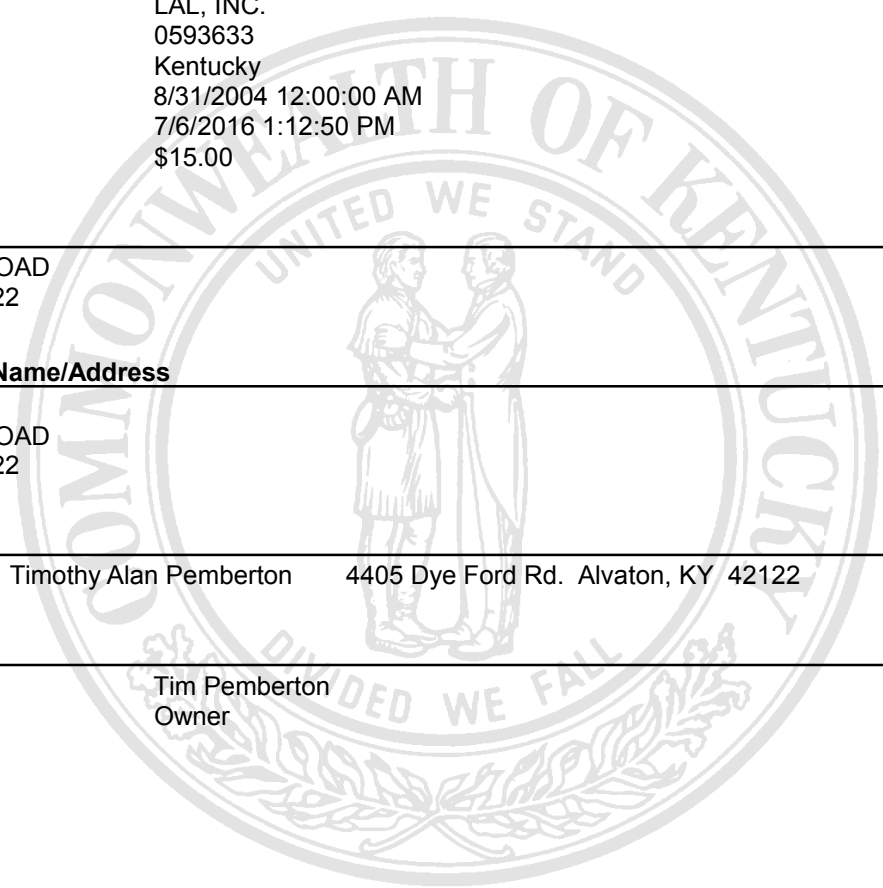 LAL, INC.
0593633
Kentucky
8/31/2004 12:00:00 AM
7/6/2016 1:12:50 PM
$15.00
COMMONWEALTH OF KENTUCKY
UNITED WE STAND
OAD
22
Name/Address
OAD
22
Timothy Alan Pemberton 4405 Dye Ford Rd. Alvaton, KY 42122
DIVIDED WE FALL
Tim Pemberton
Owner